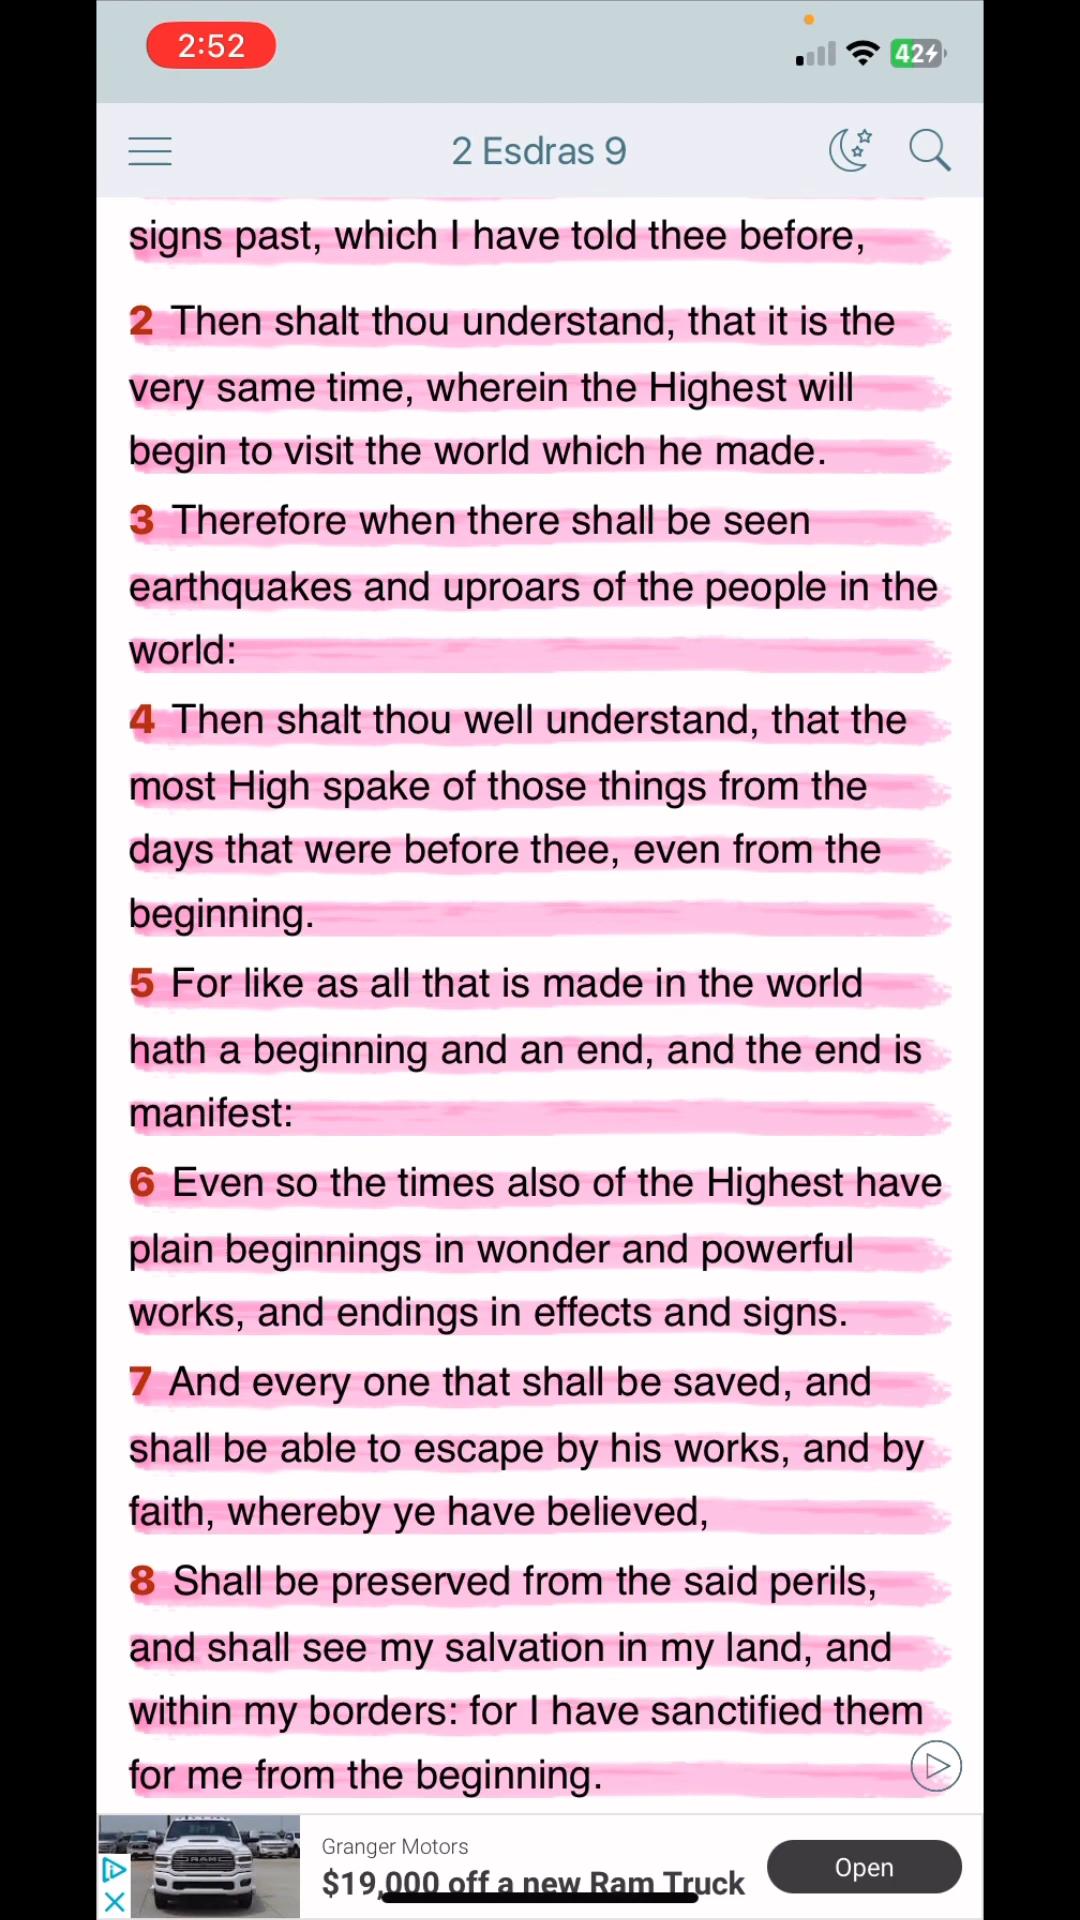 2:52
42
2 Esdras 9
signs past, which I have told thee before,
2 Then shalt thou understand, that it is the
very same time, wherein the Highest will
begin to visit the world which he made.
3 Therefore when there shall be seen
earthquakes and uproars of the people in the
world:
4 Then shalt thou well understand, that the
most High spake of those things from the
days that were before thee, even from the
beginning.
5 For like as all that is made in the world
hath a beginning and an end, and the end is
manifest:
6 Even so the times also of the Highest have
plain beginnings in wonder and powerful
works, and endings in effects and signs.
7 And every one that shall be saved, and
shall be able to escape by his works, and by
faith, whereby ye have believed,
8 Shall be preserved from the said perils,
and shall see my salvation in my land, and
within my borders: for I have sanctified them
for me from the beginning.
RAM
Granger Motors
$19,000 off a new Ram Truck
Open